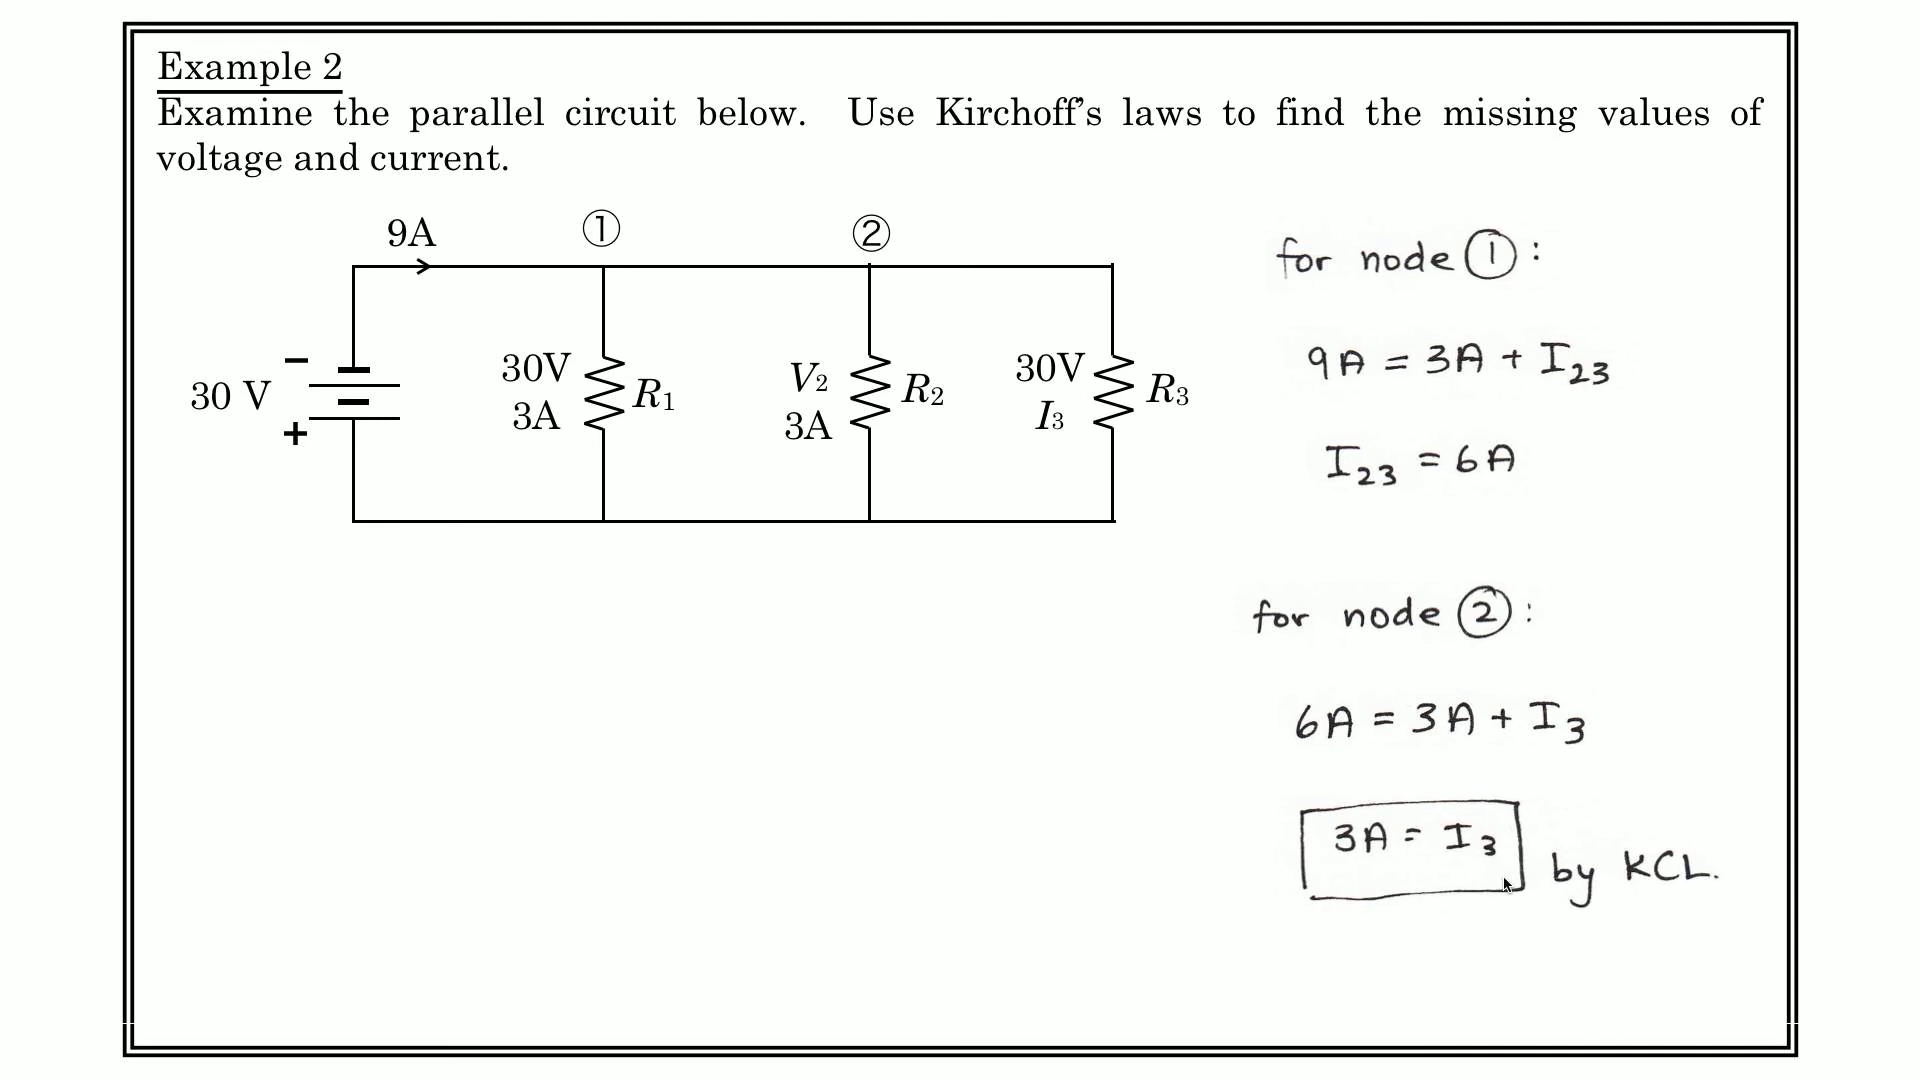 Example 2
Examine the parallel circuit below. Use Kirchoff's laws to find the missing values of
voltage and current.
9A
①
②
30 V
−
+
30V
3A
R₁
V₂
3A
R₂
30V
I₃
R₃
for node ①:
9A = 3A + I₂₃
I₂₃ = 6A
for node ②:
6A = 3A + I₃
3A = I₃ by KCL.